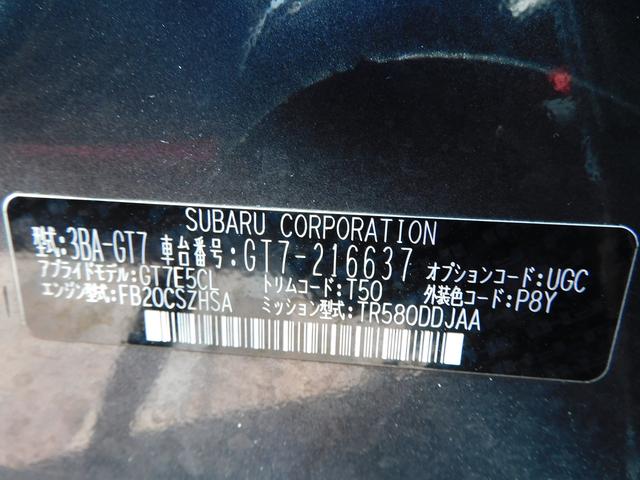 SUBARU CORPORATION
型式:3BA-GT7 車台番号:GT7-216637 オプションコード:UGC
アプライドモデル:GT7E5CL トリムコード:T50 外装色コード:P8Y
エンジン型式:FB20CSZHSA ミッション型式:TR580DDJAA